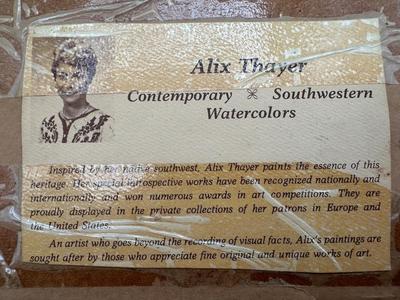 Alix Thayer
Contemporary ※ Southwestern
Watercolors
Inspired by her native southwest, Alix Thayer paints the essence of this
heritage. Her special introspective works have been recognized nationally and
internationally and won numerous awards in art competitions. They are
proudly displayed in the private collections of her patrons in Europe and
the United States.
An artist who goes beyond the recording of visual facts, Alix's paintings are
sought after by those who appreciate fine original and unique works of art.